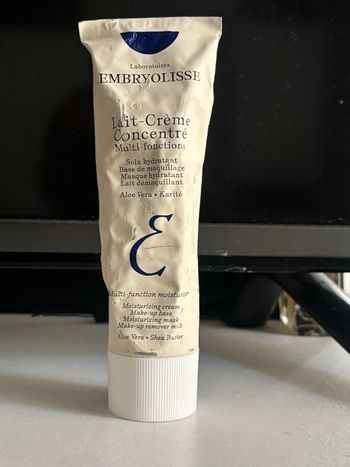 Laboratoires
EMBRYOLISSE
Lait-Crème
Concentré
Multi-fonctions
Soin hydratant
Base de maquillage
Masque hydratant
Lait démaquillant
Aloe Vera • Karité
ε
Multi-function moisturizer
Moisturizing cream
Make-up base
Moisturizing mask
Make-up remover milk
Aloe Vera • Shea Butter